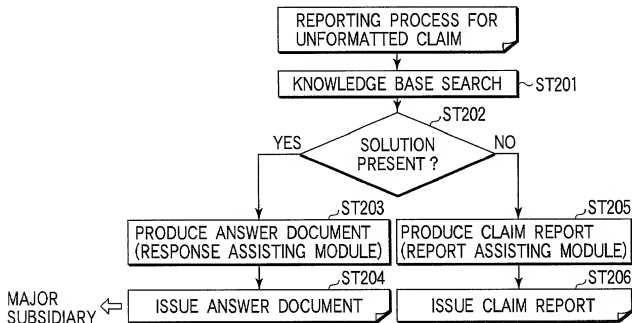 REPORTING PROCESS FOR
UNFORMATTED CLAIM
KNOWLEDGE BASE SEARCH
ST201
ST202
YES
NO
SOLUTION
PRESENT ?
ST203
PRODUCE ANSWER DOCUMENT
(RESPONSE ASSISTING MODULE)
ST205
PRODUCE CLAIM REPORT
(REPORT ASSISTING MODULE)
ST204
ISSUE ANSWER DOCUMENT
MAJOR
SUBSIDIARY
ST206
ISSUE CLAIM REPORT